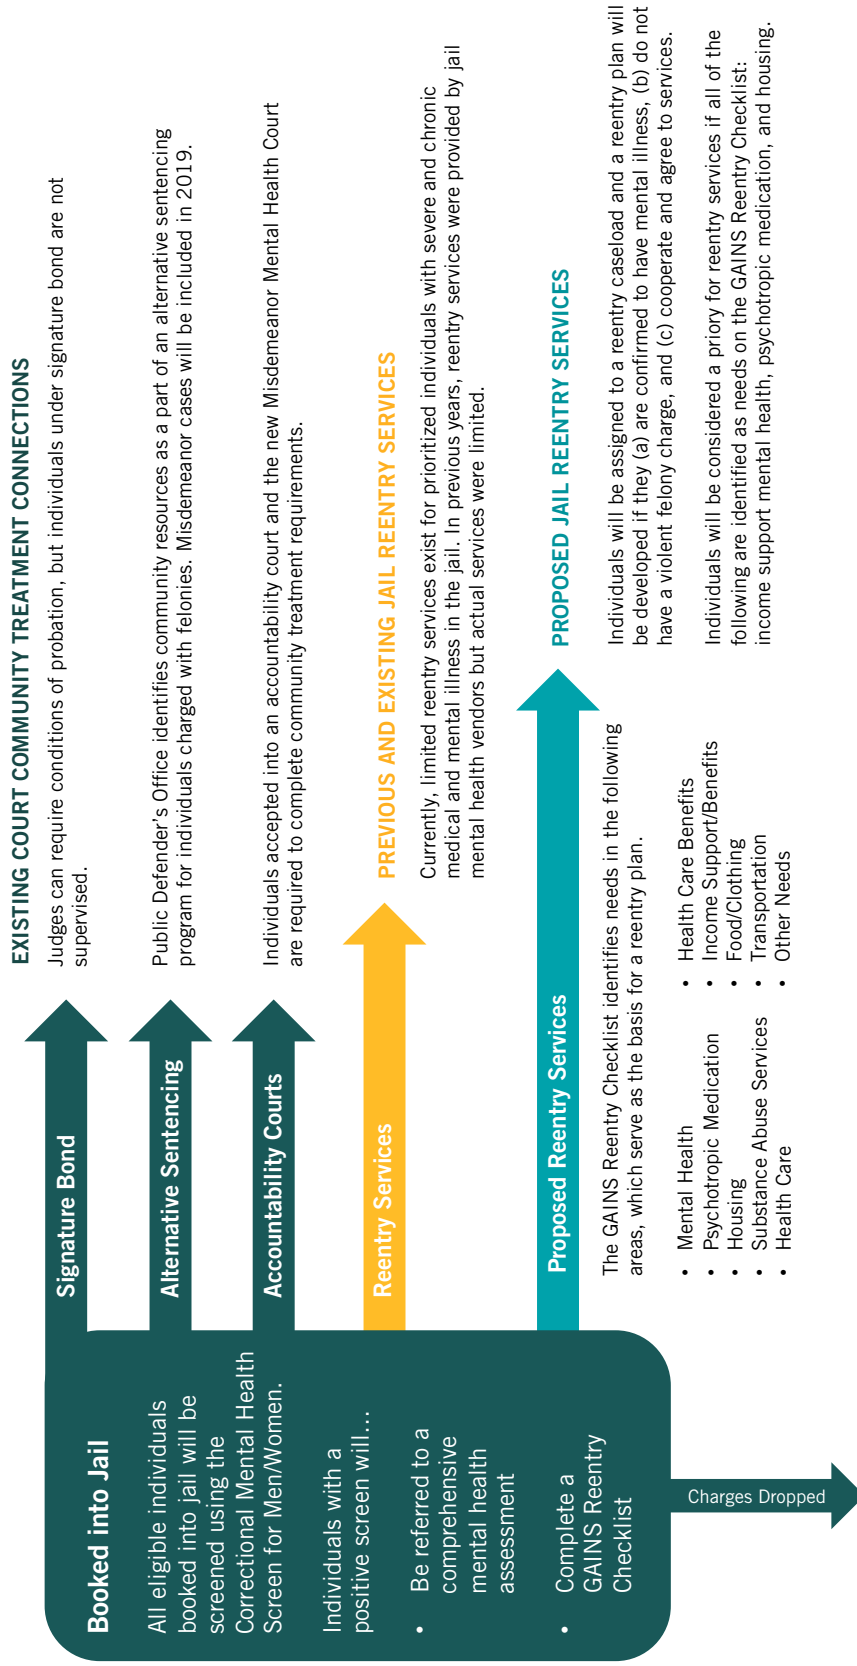 Booked into Jail
All eligible individuals
booked into jail will be
screened using the
Correctional Mental Health
Screen for Men/Women.
Individuals with a
positive screen will...
• Be referred to a
comprehensive
mental health
assessment
• Complete a
GAINS Reentry
Checklist
Charges Dropped
Signature Bond
Alternative Sentencing
Accountability Courts
Reentry Services
Proposed Reentry Services
EXISTING COURT COMMUNITY TREATMENT CONNECTIONS
Judges can require conditions of probation, but individuals under signature bond are not
supervised.
Public Defender's Office identifies community resources as a part of an alternative sentencing
program for individuals charged with felonies. Misdemeanor cases will be included in 2019.
Individuals accepted into an accountability court and the new Misdemeanor Mental Health Court
are required to complete community treatment requirements.
PREVIOUS AND EXISTING JAIL REENTRY SERVICES
Currently, limited reentry services exist for prioritized individuals with severe and chronic
medical and mental illness in the jail. In previous years, reentry services were provided by jail
mental health vendors but actual services were limited.
PROPOSED JAIL REENTRY SERVICES
Individuals will be assigned to a reentry caseload and a reentry plan will
be developed if they (a) are confirmed to have mental illness, (b) do not
have a violent felony charge, and (c) cooperate and agree to services.
Individuals will be considered a priory for reentry services if all of the
following are identified as needs on the GAINS Reentry Checklist:
income support mental health, psychotropic medication, and housing.
The GAINS Reentry Checklist identifies needs in the following
areas, which serve as the basis for a reentry plan.
• Mental Health
• Psychotropic Medication
• Housing
• Substance Abuse Services
• Health Care
• Health Care Benefits
• Income Support/Benefits
• Food/Clothing
• Transportation
• Other Needs